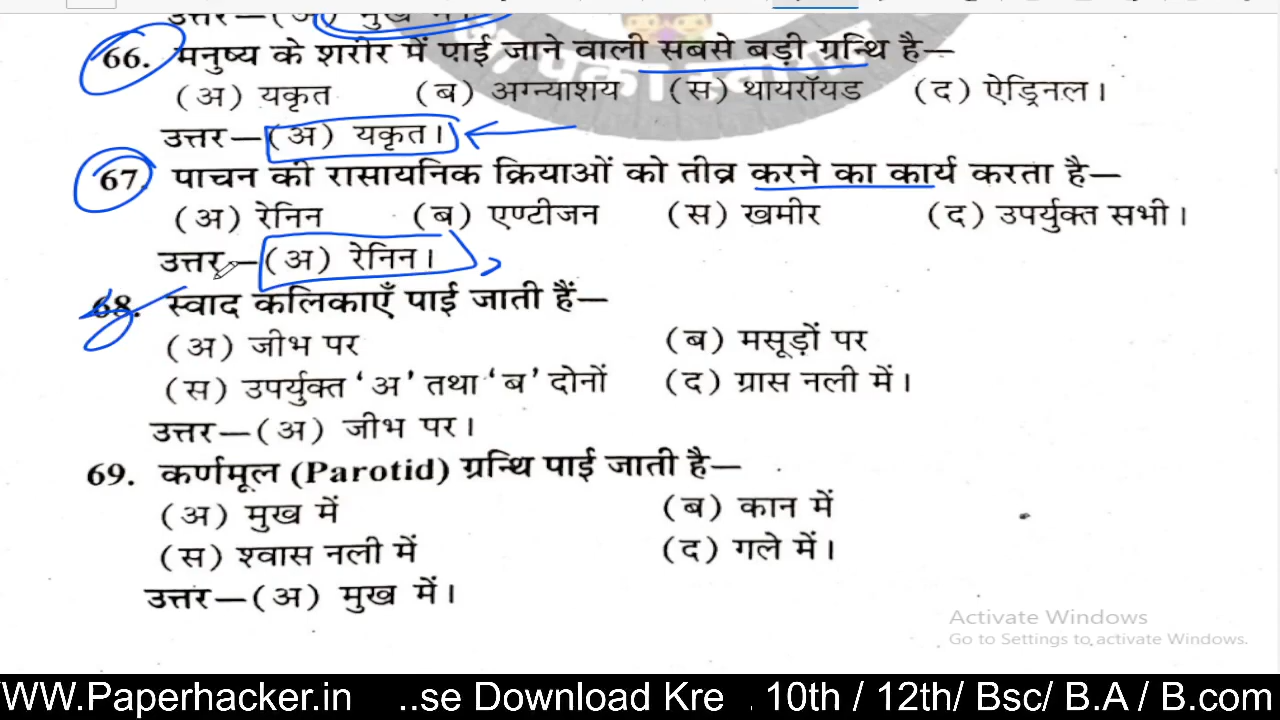 उत्तर—(अ) मुख में।
66. मनुष्य के शरीर में पाई जाने वाली सबसे बड़ी ग्रन्थि है—
(अ) यकृत (ब) अग्न्याशय (स) थायरॉयड (द) ऐड्रिनल।
उत्तर—(अ) यकृत।
67. पाचन की रासायनिक क्रियाओं को तीव्र करने का कार्य करता है—
(अ) रेनिन (ब) एण्टीजन (स) खमीर (द) उपर्युक्त सभी।
उत्तर—(अ) रेनिन।
68. स्वाद कलिकाएँ पाई जाती हैं—
(अ) जीभ पर (ब) मसूड़ों पर
(स) उपर्युक्त ‘अ’ तथा ‘ब’ दोनों (द) ग्रास नली में।
उत्तर—(अ) जीभ पर।
69. कर्णमूल (Parotid) ग्रन्थि पाई जाती है—
(अ) मुख में (ब) कान में
(स) श्वास नली में (द) गले में।
उत्तर—(अ) मुख में।
Activate Windows
Go to Settings to activate Windows.
WW.Paperhacker.in ..se Download Kre . 10th / 12th/ Bsc/ B.A / B.com